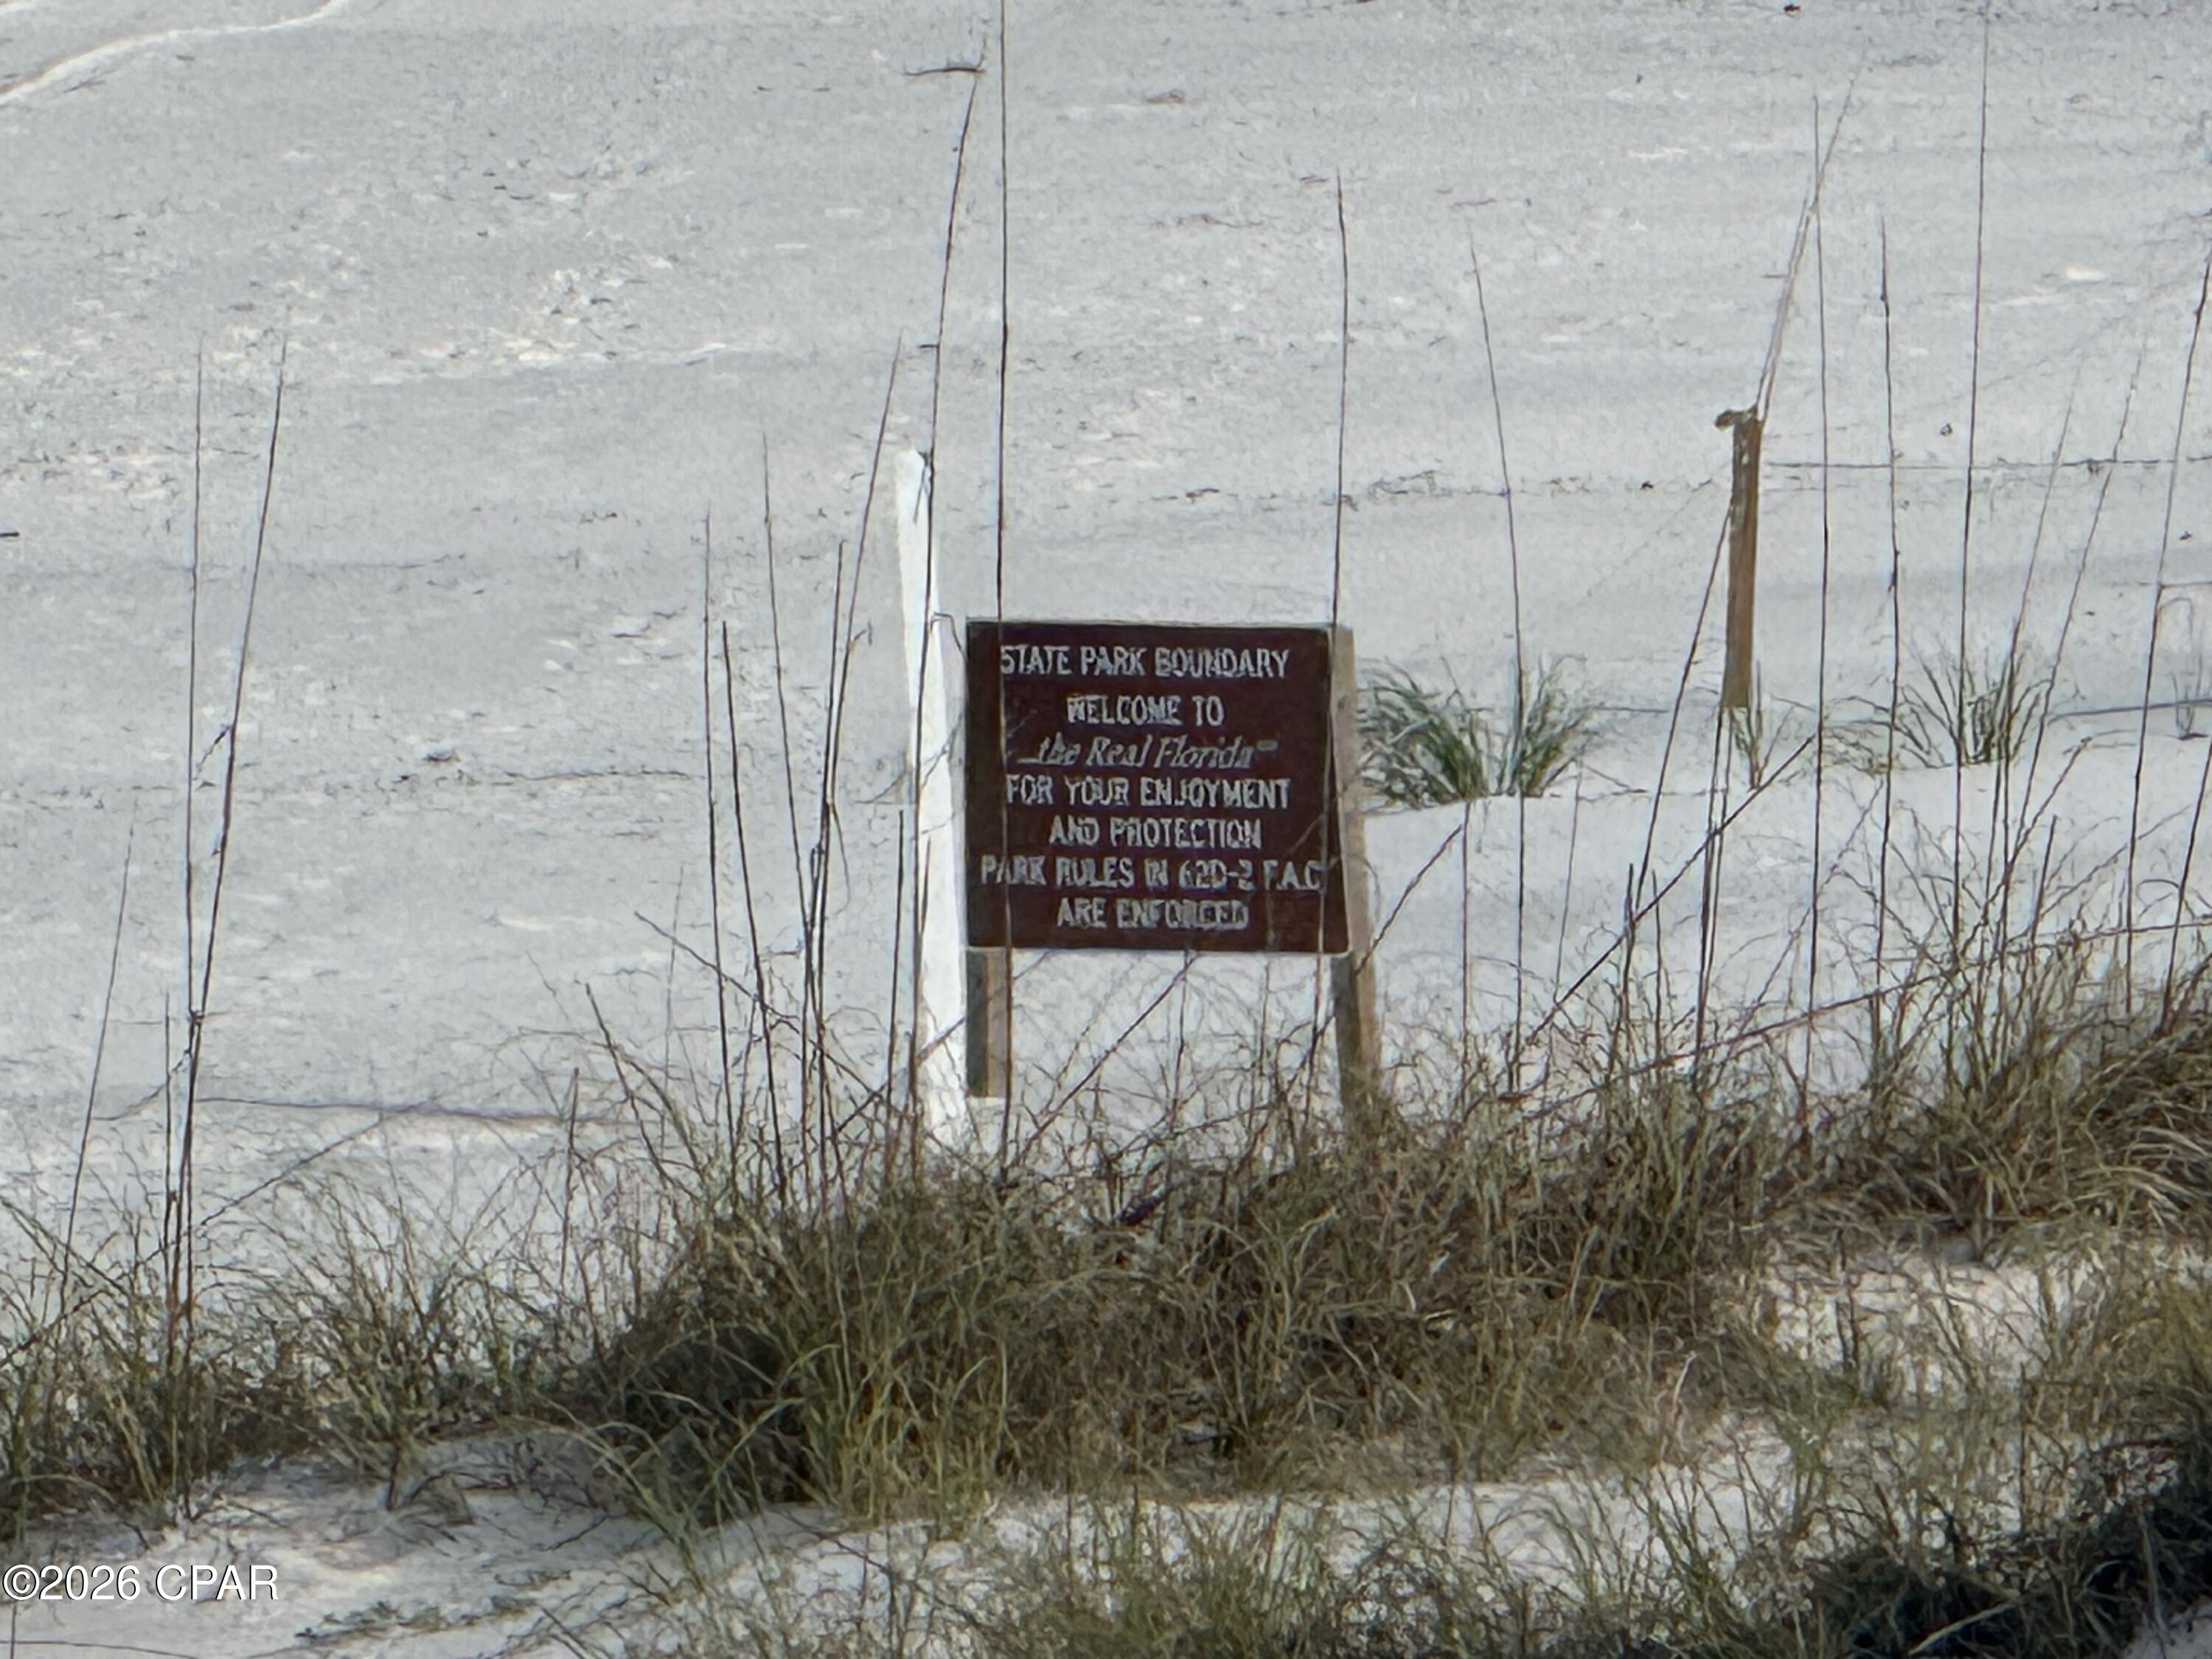 STATE PARK BOUNDARY
WELCOME TO
...the Real Florida℠
FOR YOUR ENJOYMENT
AND PROTECTION
PARK RULES IN 62D-2 F.A.C
ARE ENFORCED
©2026 CPAR